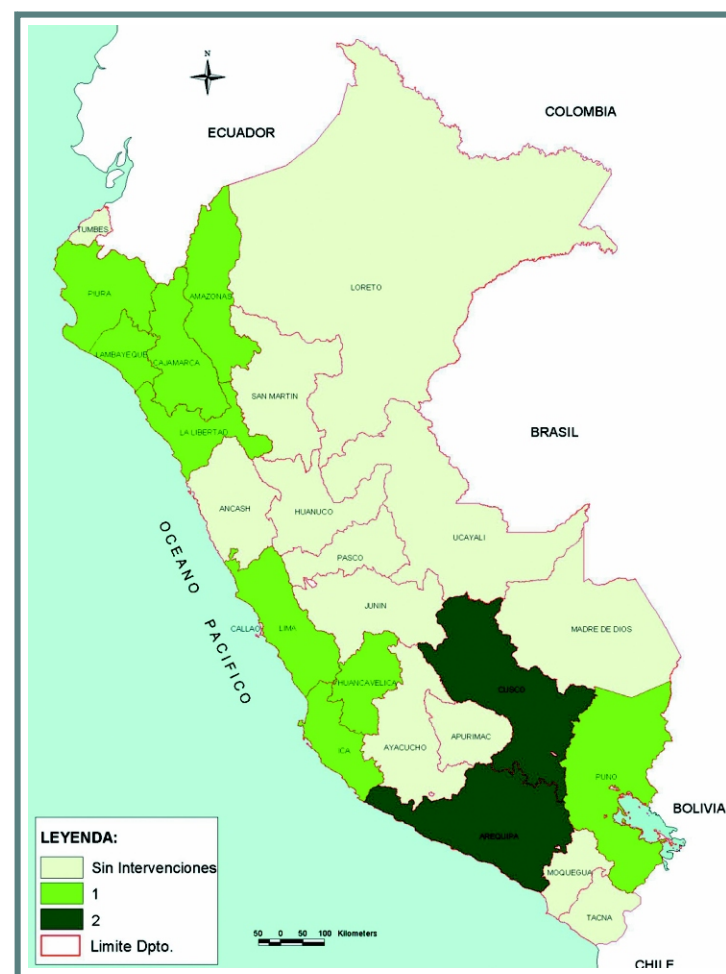 N
COLOMBIA
ECUADOR
TUMBES
LORETO
PIURA
AMAZONAS
LAMBAYEQUE
CAJAMARCA
SAN MARTIN
BRASIL
LA LIBERTAD
ANCASH
HUANUCO
UCAYALI
PASCO
OCEANO PACIFICO
JUNIN
CALLAO
LIMA
MADRE DE DIOS
HUANCAVELICA
CUSCO
ICA
AYACUCHO
APURIMAC
PUNO
BOLIVIA
AREQUIPA
MOQUEGUA
TACNA
CHILE
LEYENDA:
Sin Intervenciones
1
2
Limite Dpto.
50 0 50 100 Kilometers